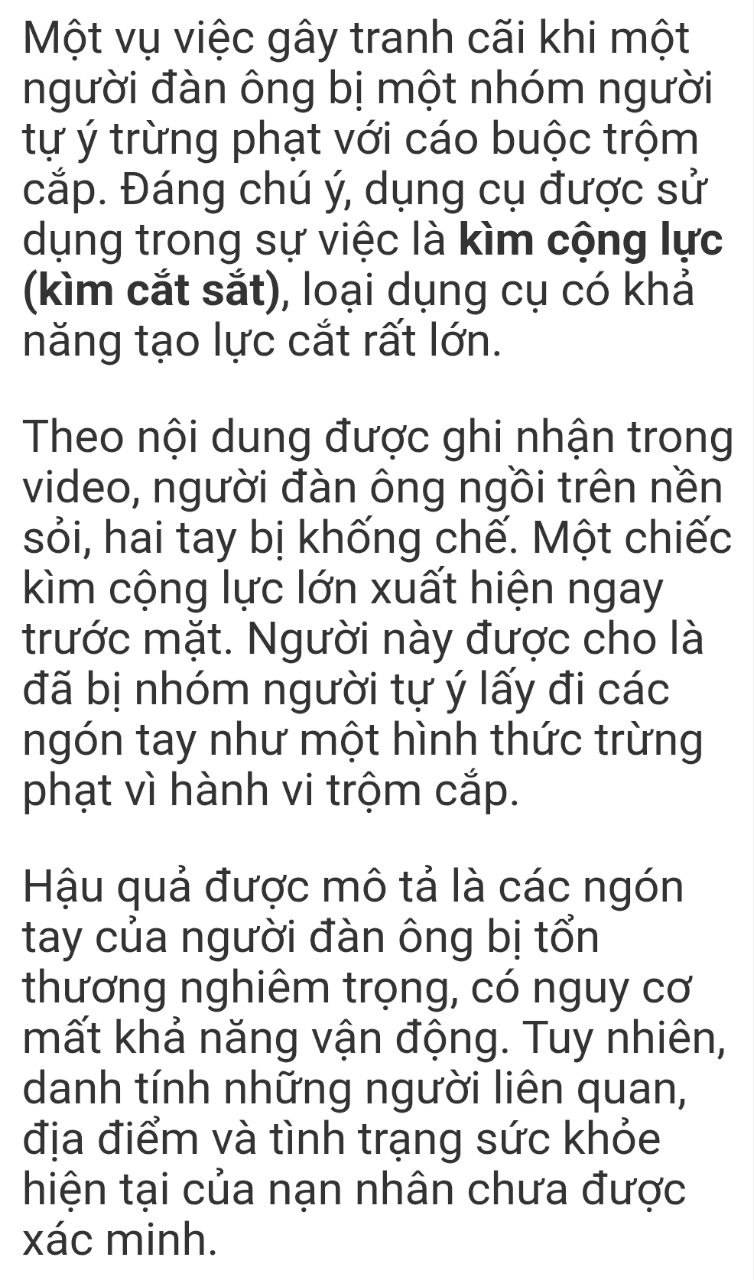 Một vụ việc gây tranh cãi khi một
người đàn ông bị một nhóm người
tự ý trừng phạt với cáo buộc trộm
cắp. Đáng chú ý, dụng cụ được sử
dụng trong sự việc là kìm cộng lực
(kìm cắt sắt), loại dụng cụ có khả
năng tạo lực cắt rất lớn.
Theo nội dung được ghi nhận trong
video, người đàn ông ngồi trên nền
sỏi, hai tay bị khống chế. Một chiếc
kìm cộng lực lớn xuất hiện ngay
trước mặt. Người này được cho là
đã bị nhóm người tự ý lấy đi các
ngón tay như một hình thức trừng
phạt vì hành vi trộm cắp.
Hậu quả được mô tả là các ngón
tay của người đàn ông bị tổn
thương nghiêm trọng, có nguy cơ
mất khả năng vận động. Tuy nhiên,
danh tính những người liên quan,
địa điểm và tình trạng sức khỏe
hiện tại của nạn nhân chưa được
xác minh.